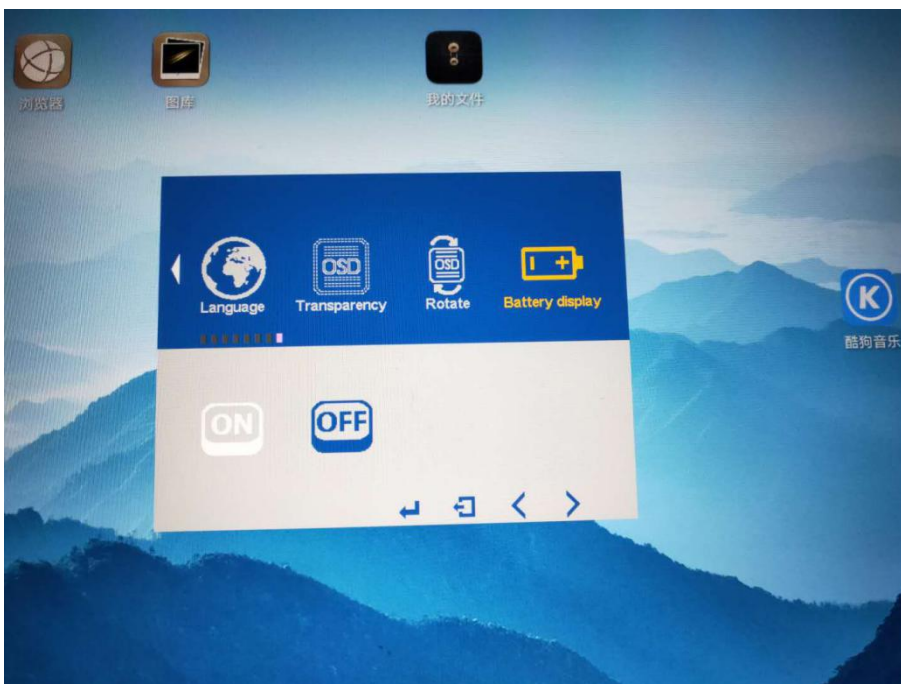 浏览器
图库
我的文件
OSD
OSD
Language
Transparency
Rotate
Battery display
K
酷狗音乐
ON
OFF